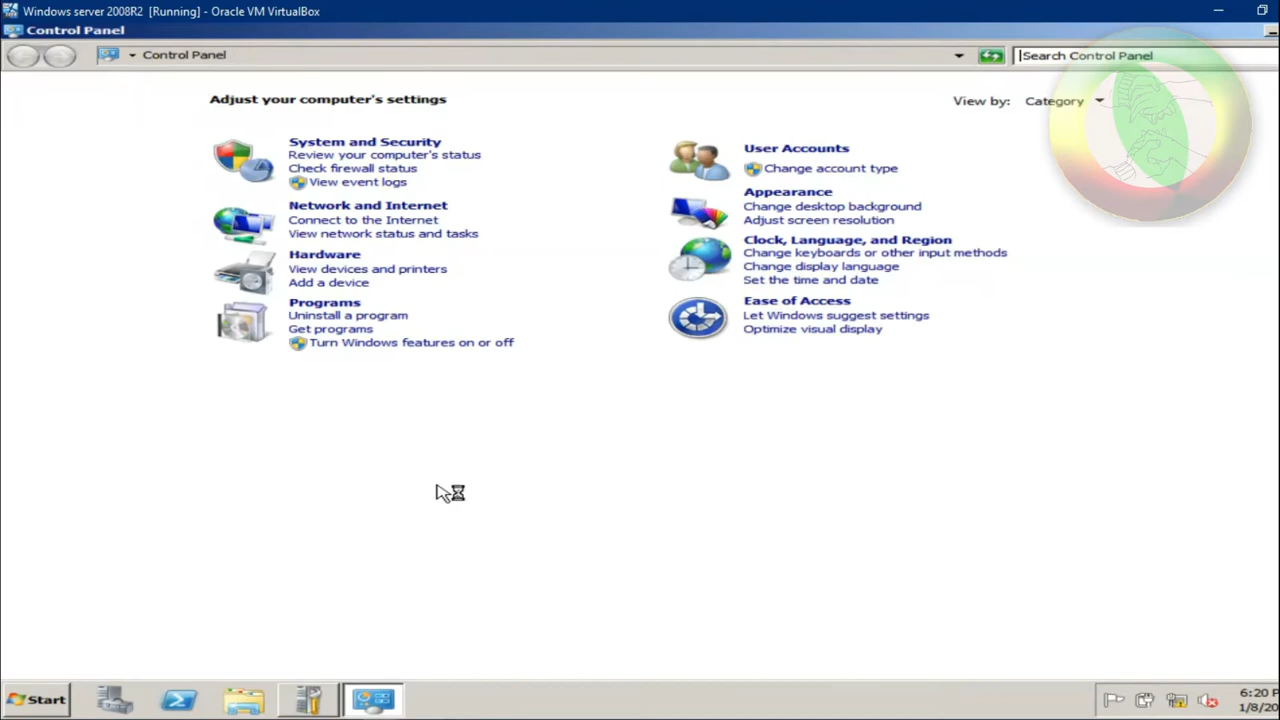 Windows server 2008R2 [Running] - Oracle VM VirtualBox
Control Panel
Control Panel
Search Control Panel
Adjust your computer's settings
View by: Category
System and Security
Review your computer's status
Check firewall status
View event logs
Network and Internet
Connect to the Internet
View network status and tasks
Hardware
View devices and printers
Add a device
Programs
Uninstall a program
Get programs
Turn Windows features on or off
User Accounts
Change account type
Appearance
Change desktop background
Adjust screen resolution
Clock, Language, and Region
Change keyboards or other input methods
Change display language
Set the time and date
Ease of Access
Let Windows suggest settings
Optimize visual display
Start
6:20 P
1/8/20